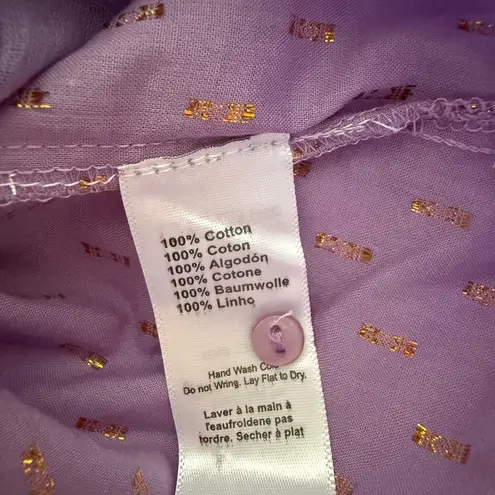 100% Cotton
100% Coton
100% Algodón
100% Cotone
100% Baumwolle
100% Linho
Hand Wash
Do not Wring. Lay Flat to Dry.
Laver à la main à
l'eaufroldene pas
tordre. Secher à plat